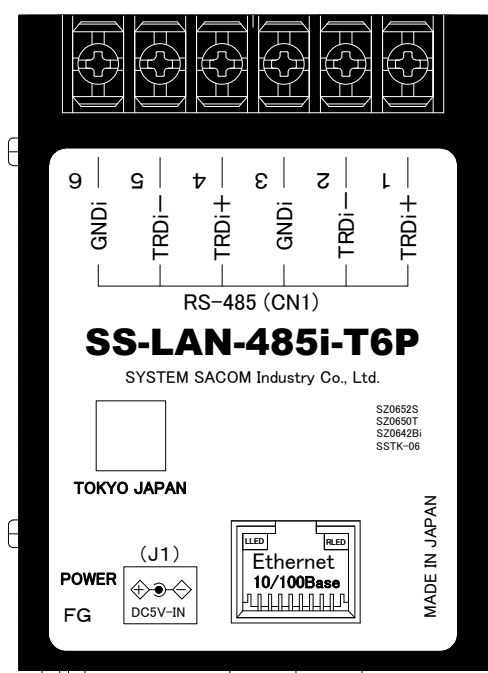 6 5 4 3 2 1
GNDi TRDi− TRDi+ GNDi TRDi− TRDi+
RS-485 (CN1)
SS-LAN-485i-T6P
SYSTEM SACOM Industry Co., Ltd.
SZ0652S
SZ0650T
SZ0642Bi
SSTK-06
TOKYO JAPAN
MADE IN JAPAN
(J1)
POWER
DC5V-IN
FG
LLED RLED
Ethernet
10/100Base